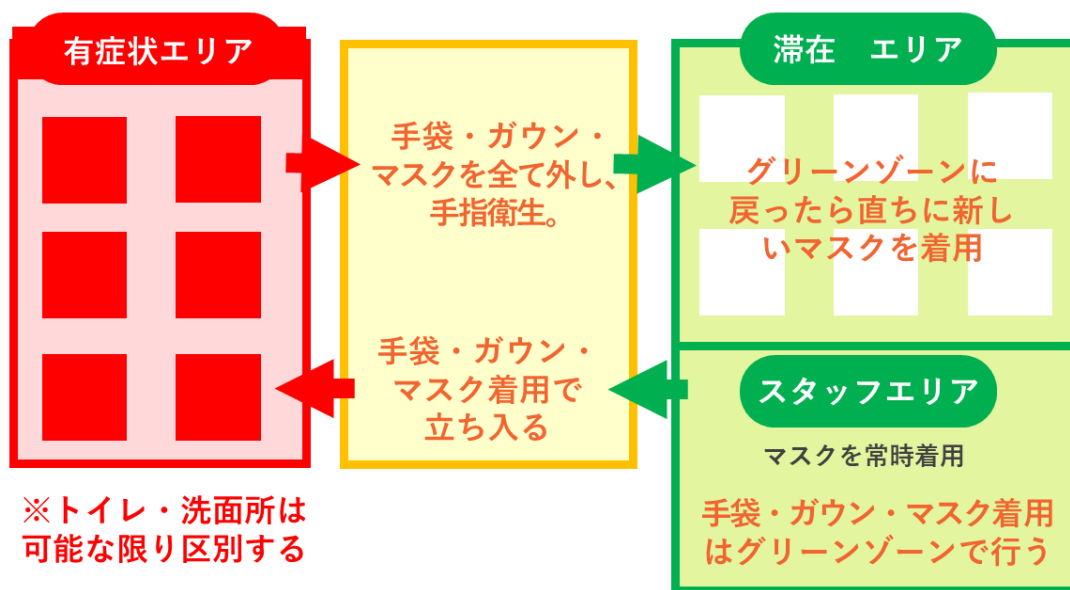 有症状エリア
※トイレ・洗面所は
可能な限り区別する
手袋・ガウン・
マスクを全て外し、
手指衛生。
手袋・ガウン・
マスク着用で
立ち入る
滞在　エリア
グリーンゾーンに
戻ったら直ちに新し
いマスクを着用
スタッフエリア
マスクを常時着用
手袋・ガウン・マスク着用
はグリーンゾーンで行う